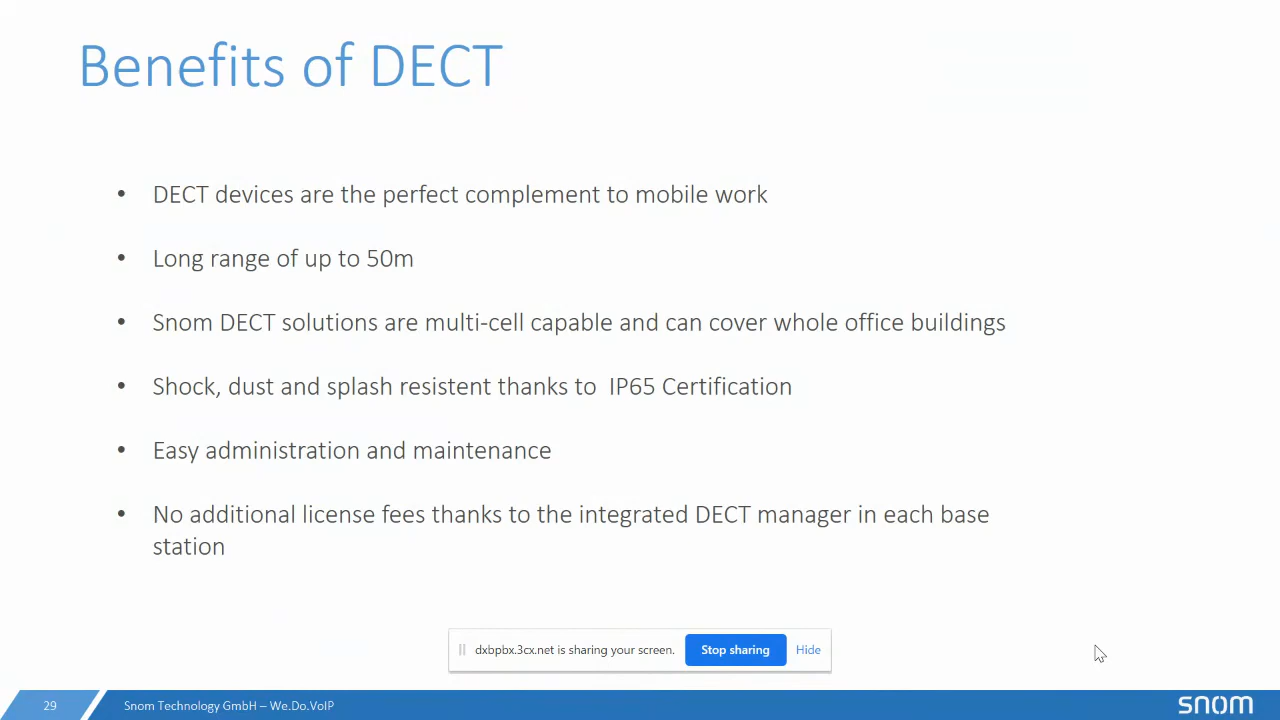 Benefits of DECT
• DECT devices are the perfect complement to mobile work
• Long range of up to 50m
• Snom DECT solutions are multi-cell capable and can cover whole office buildings
• Shock, dust and splash resistent thanks to  IP65 Certification
• Easy administration and maintenance
• No additional license fees thanks to the integrated DECT manager in each base
station
dxbpbx.3cx.net is sharing your screen. Stop sharing Hide
29 Snom Technology GmbH – We.Do.VoIP snom